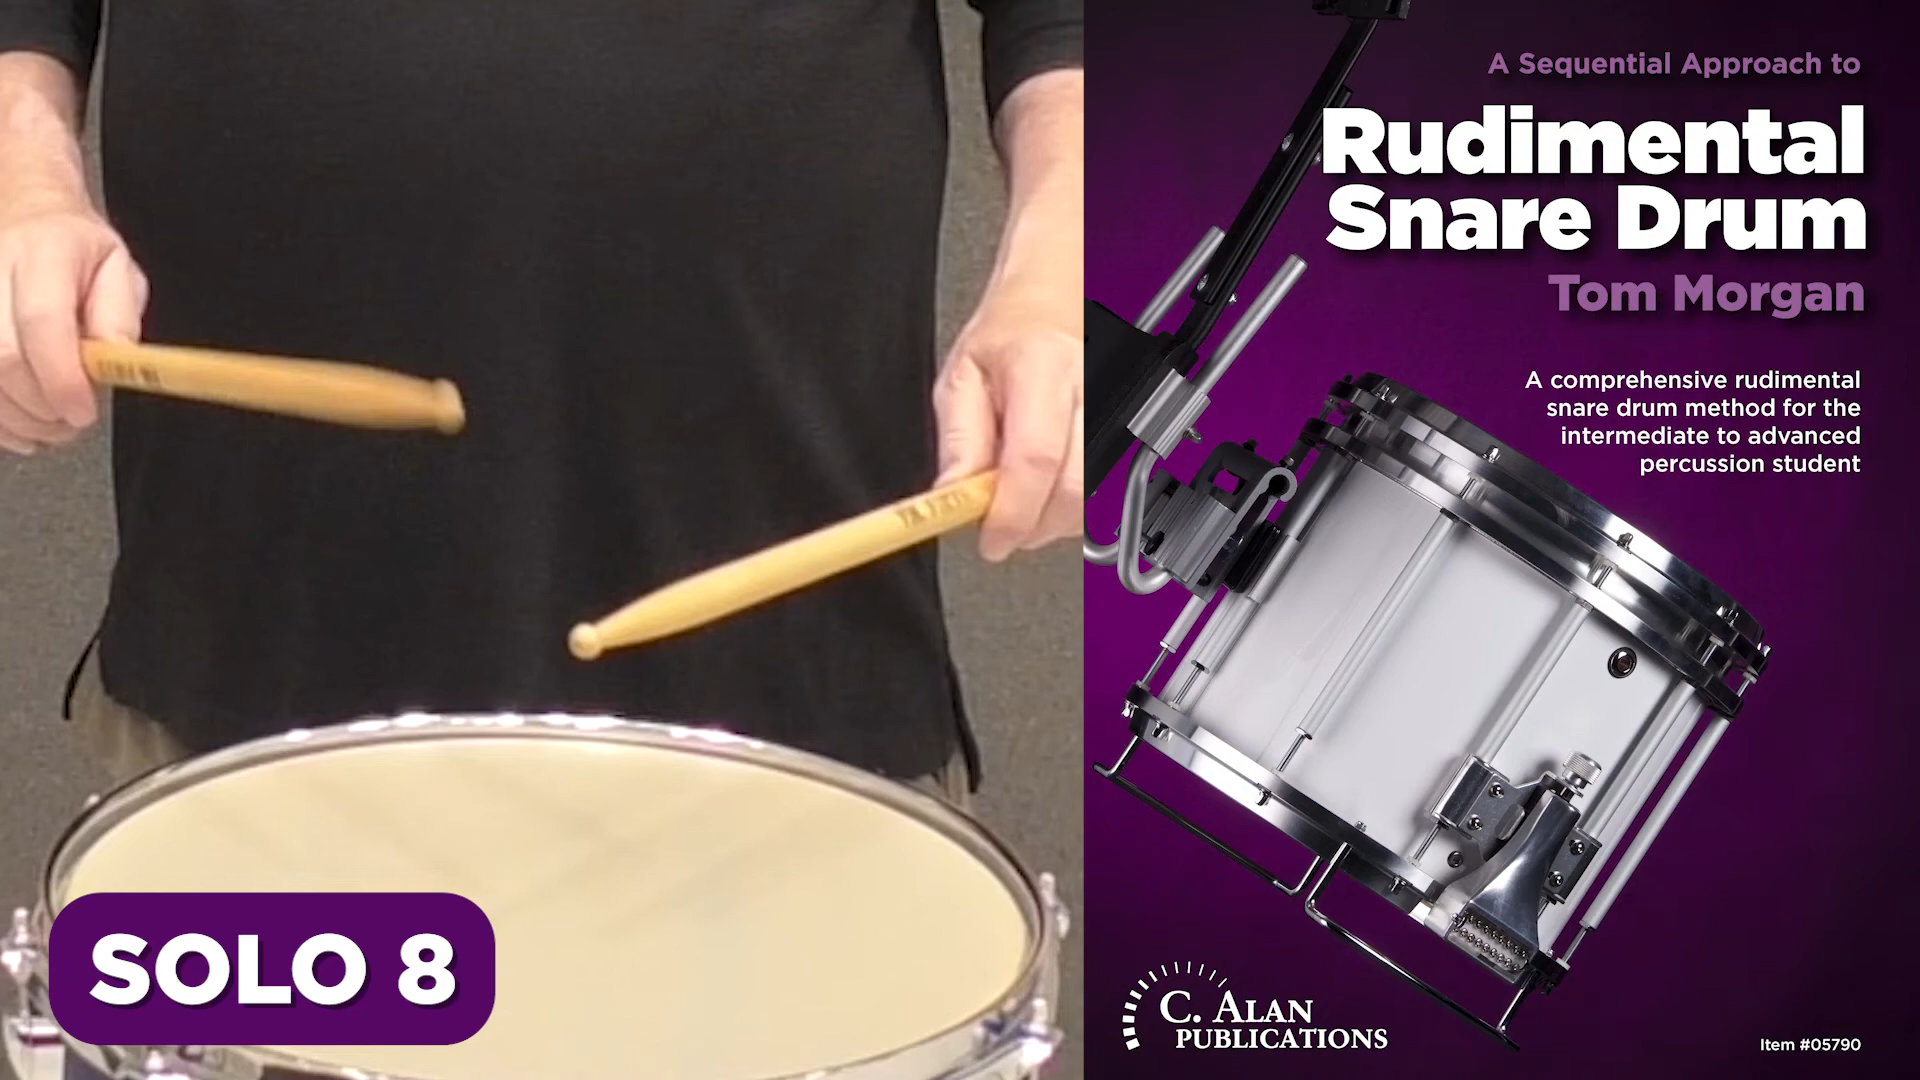 SOLO 8
A Sequential Approach to
Rudimental
Snare Drum
Tom Morgan
A comprehensive rudimental
snare drum method for the
intermediate to advanced
percussion student
C. ALAN
PUBLICATIONS
Item #05790